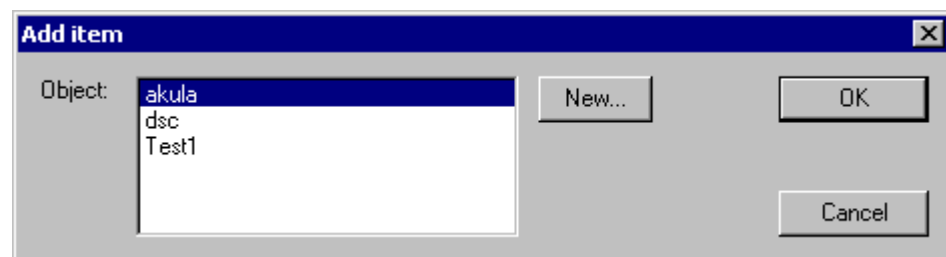 Add item
Object:
akula
dsc
Test1
New...
OK
Cancel